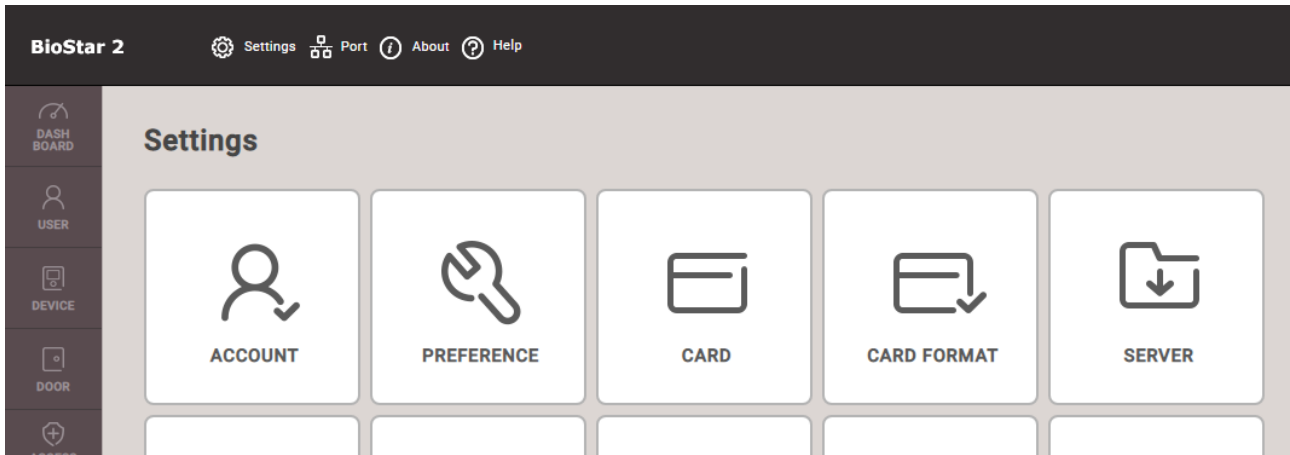 BioStar 2
Settings Port About Help
DASH
BOARD
USER
DEVICE
DOOR
Settings
ACCOUNT PREFERENCE CARD CARD FORMAT SERVER